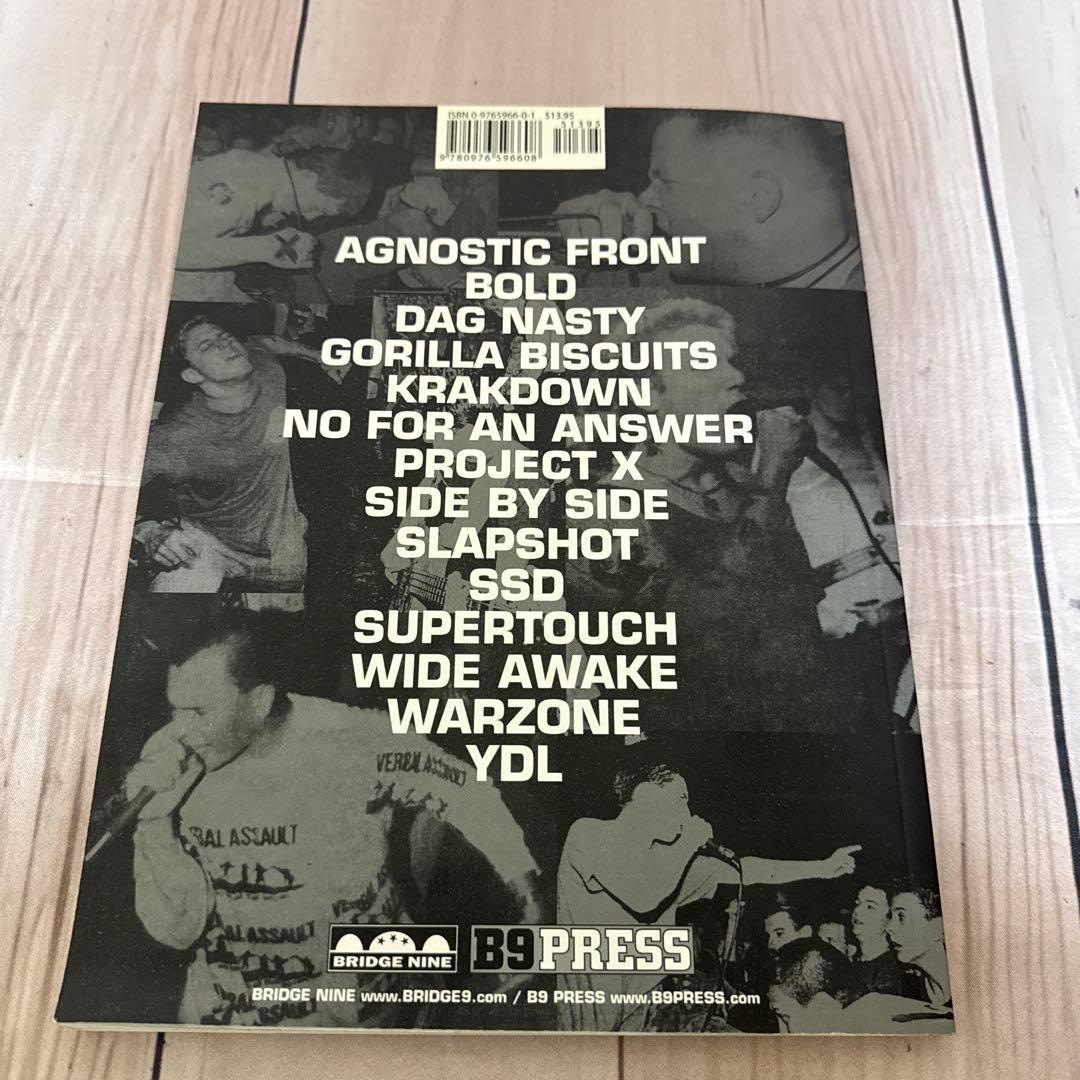 ISBN 0-9765966-0-1 $13.95
51395
9 780976 596608
AGNOSTIC FRONT
BOLD
DAG NASTY
GORILLA BISCUITS
KRAKDOWN
NO FOR AN ANSWER
PROJECT X
SIDE BY SIDE
SLAPSHOT
SSD
SUPERTOUCH
WIDE AWAKE
WARZONE
YDL
VERBAL ASSAULT
BAL ASSAULT
BAL ASSAULT
BRIDGE NINE
B9 PRESS
BRIDGE NINE www.BRIDGE9.com / B9 PRESS www.B9PRESS.com